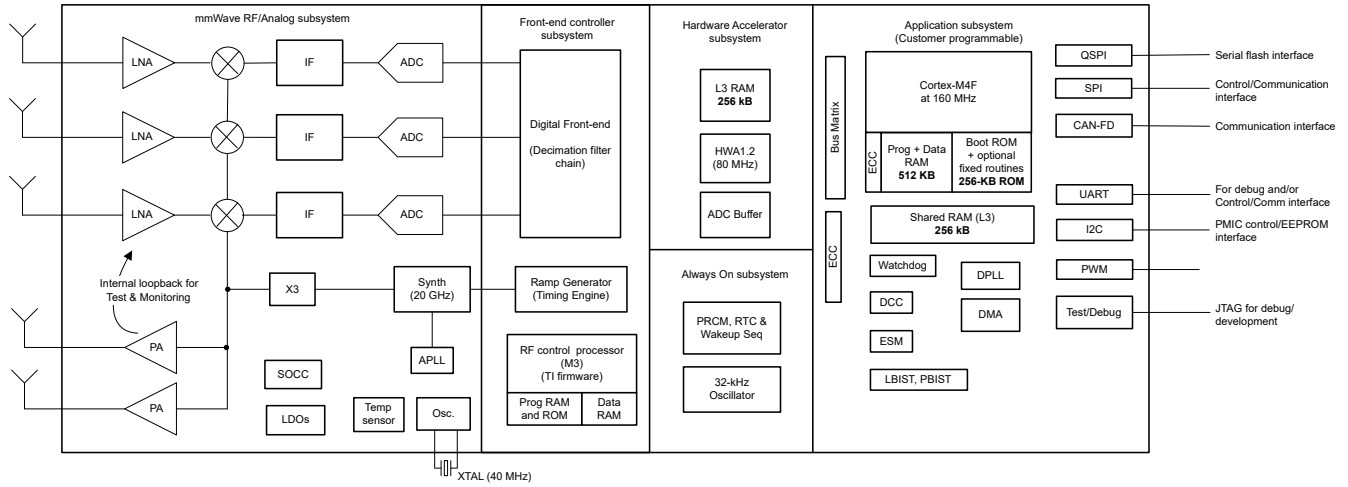 mmWave RF/Analog subsystem
LNA
IF
ADC
LNA
IF
ADC
LNA
IF
ADC
Internal loopback for
Test & Monitoring
X3
Synth
(20 GHz)
PA
APLL
SOCC
PA
LDOs
Temp
sensor
Osc.
XTAL (40 MHz)
Front-end controller
subsystem
Digital Front-end
(Decimation filter
chain)
Ramp Generator
(Timing Engine)
RF control processor
(M3)
(TI firmware)
Prog RAM
and ROM
Data
RAM
Hardware Accelerator
subsystem
L3 RAM
256 kB
HWA1.2
(80 MHz)
ADC Buffer
Always On subsystem
PRCM, RTC &
Wakeup Seq
32-kHz
Oscillator
Application subsystem
(Customer programmable)
Bus Matrix
Cortex-M4F
at 160 MHz
ECC
Prog + Data
RAM
512 KB
Boot ROM
+ optional
fixed routines
256-KB ROM
ECC
Shared RAM (L3)
256 kB
Watchdog
DPLL
DCC
DMA
ESM
LBIST, PBIST
QSPI
Serial flash interface
SPI
Control/Communication
interface
CAN-FD
Communication interface
UART
For debug and/or
Control/Comm interface
I2C
PMIC control/EEPROM
interface
PWM
Test/Debug
JTAG for debug/
development